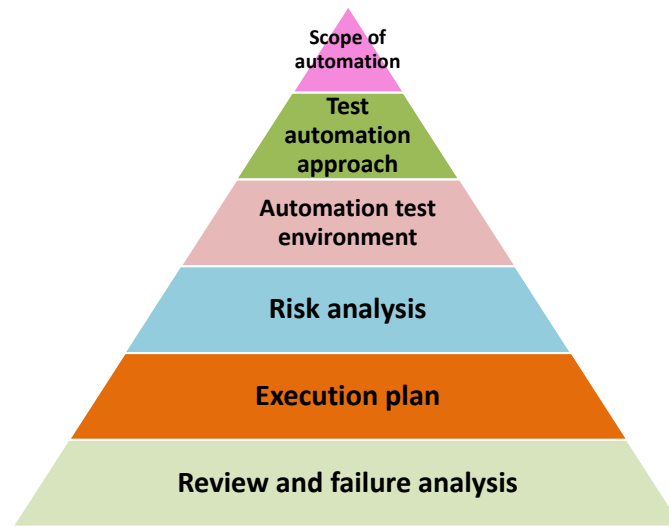 Scope of
automation
Test
automation
approach
Automation test
environment
Risk analysis
Execution plan
Review and failure analysis